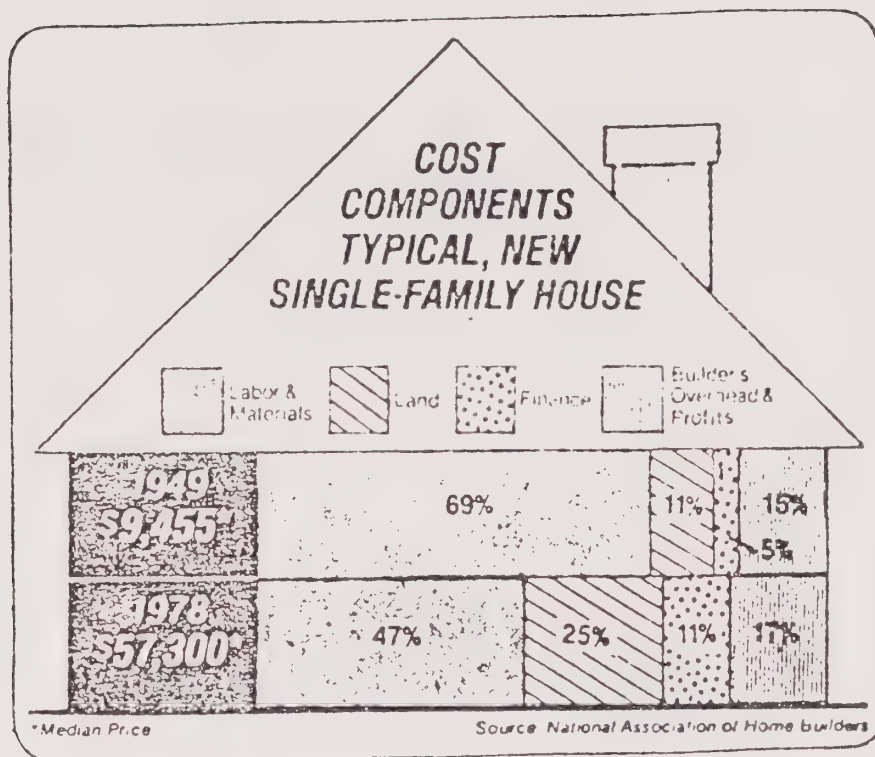 COST
COMPONENTS
TYPICAL, NEW
SINGLE-FAMILY HOUSE
Labor &
Materials
Land
Finance
Builder's
Overhead &
Profits
1949
$9,455*
69%
11%
5%
15%
1978
$57,300*
47%
25%
11%
17%
*Median Price
Source National Association of Home Builders